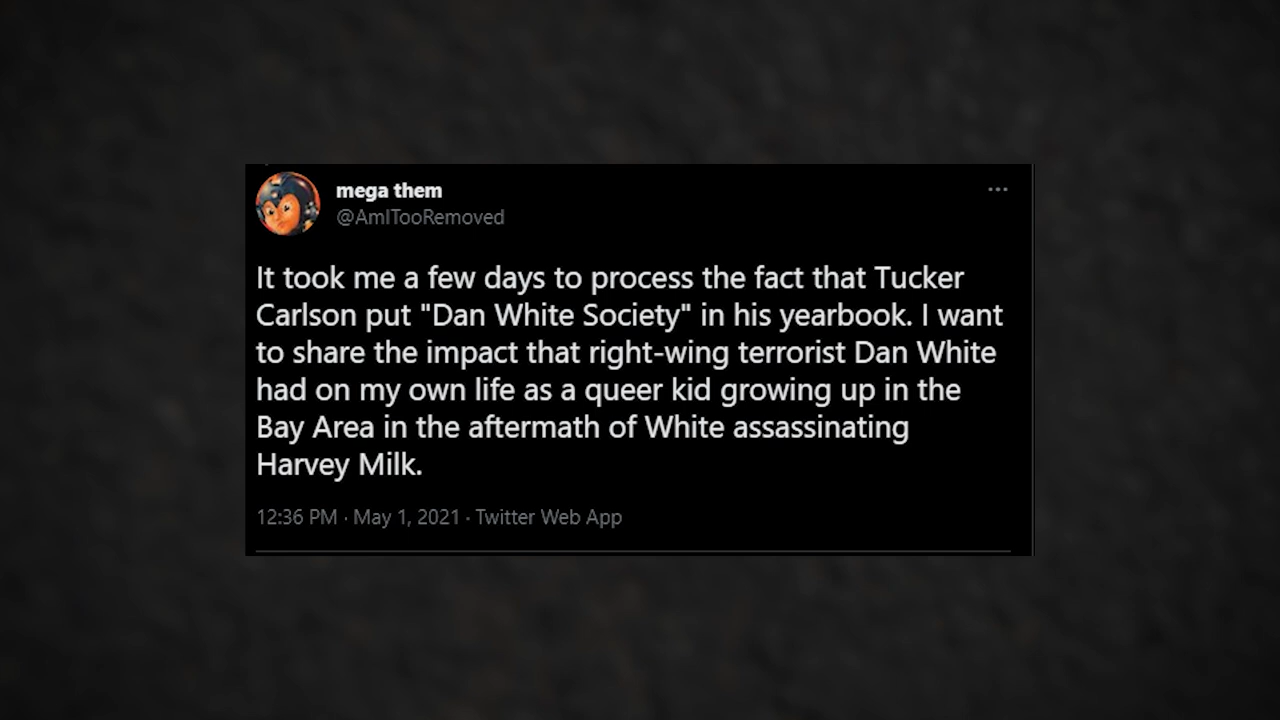 mega them
@AmITooRemoved
It took me a few days to process the fact that Tucker
Carlson put "Dan White Society" in his yearbook. I want
to share the impact that right-wing terrorist Dan White
had on my own life as a queer kid growing up in the
Bay Area in the aftermath of White assassinating
Harvey Milk.
12:36 PM · May 1, 2021 · Twitter Web App